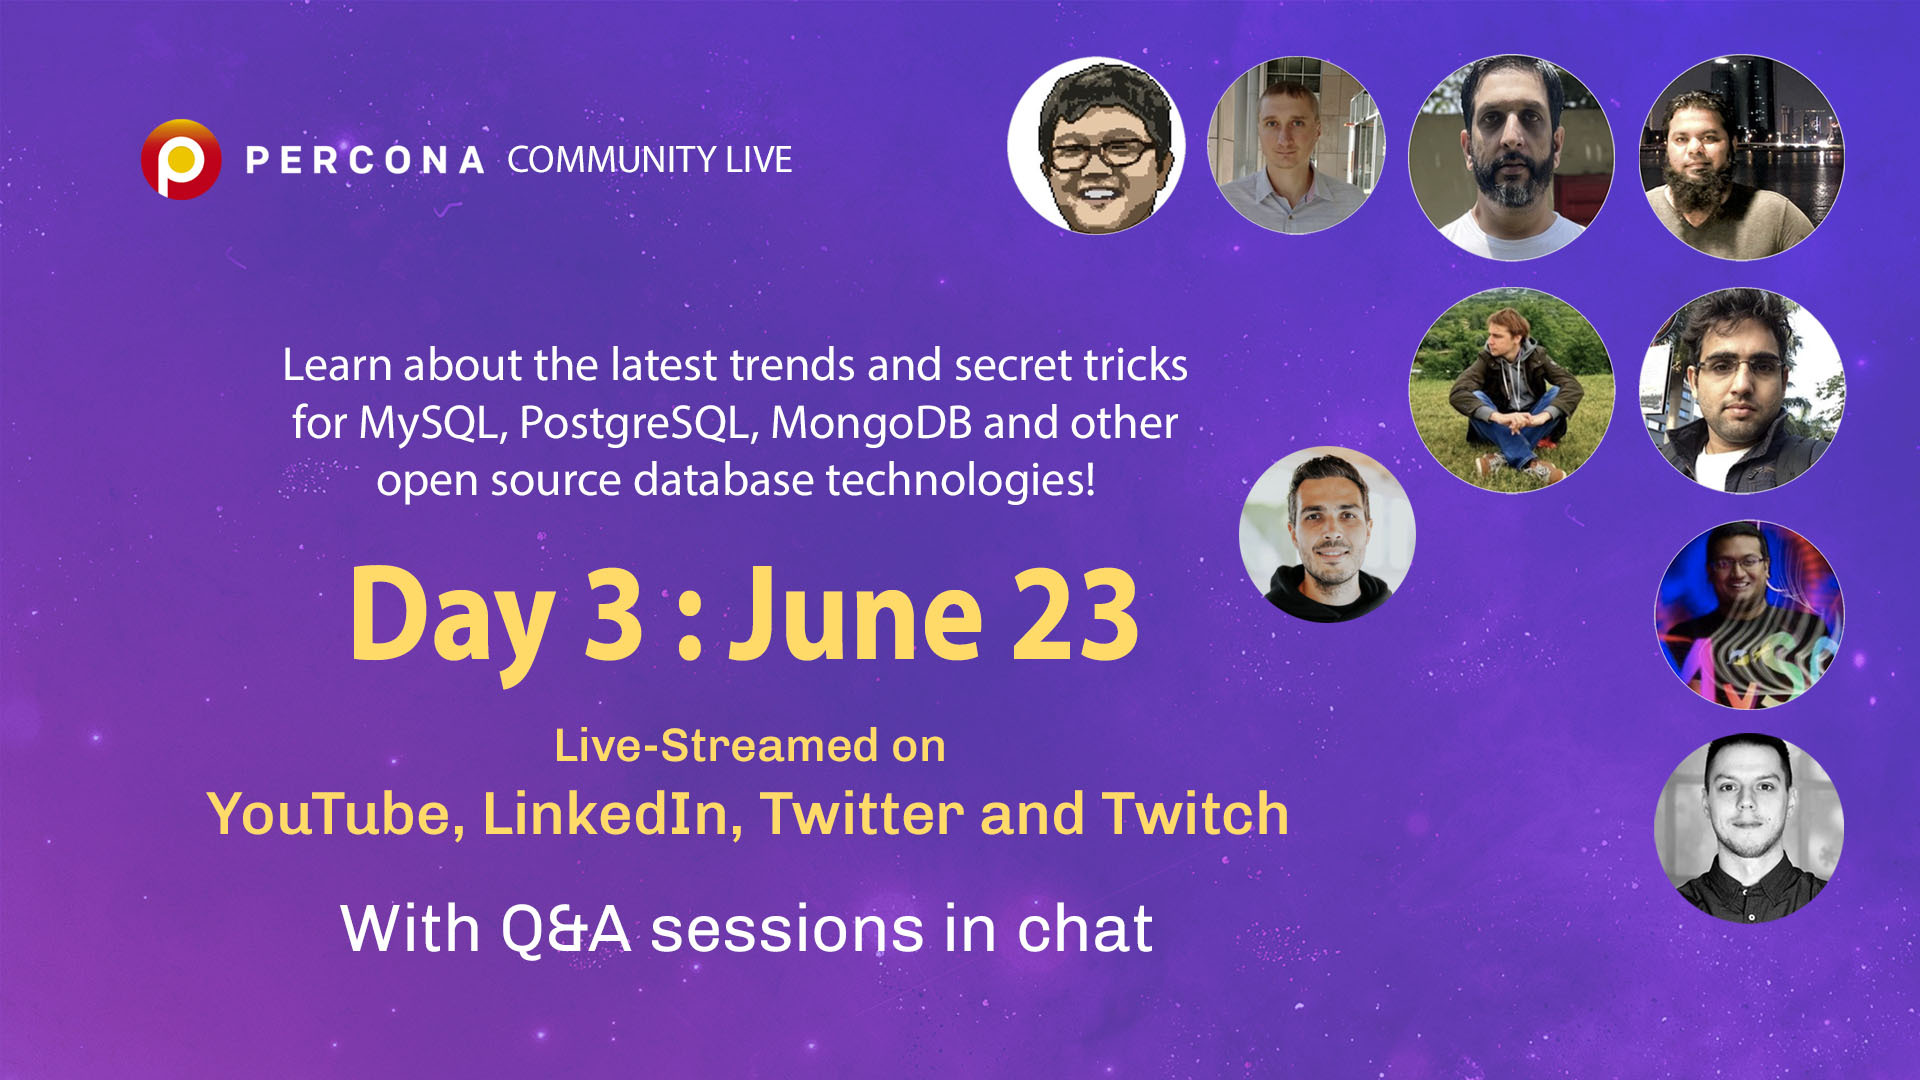 PERCONA COMMUNITY LIVE
Learn about the latest trends and secret tricks
for MySQL, PostgreSQL, MongoDB and other
open source database technologies!
Day 3 : June 23
Live-Streamed on
YouTube, LinkedIn, Twitter and Twitch
With Q&A sessions in chat